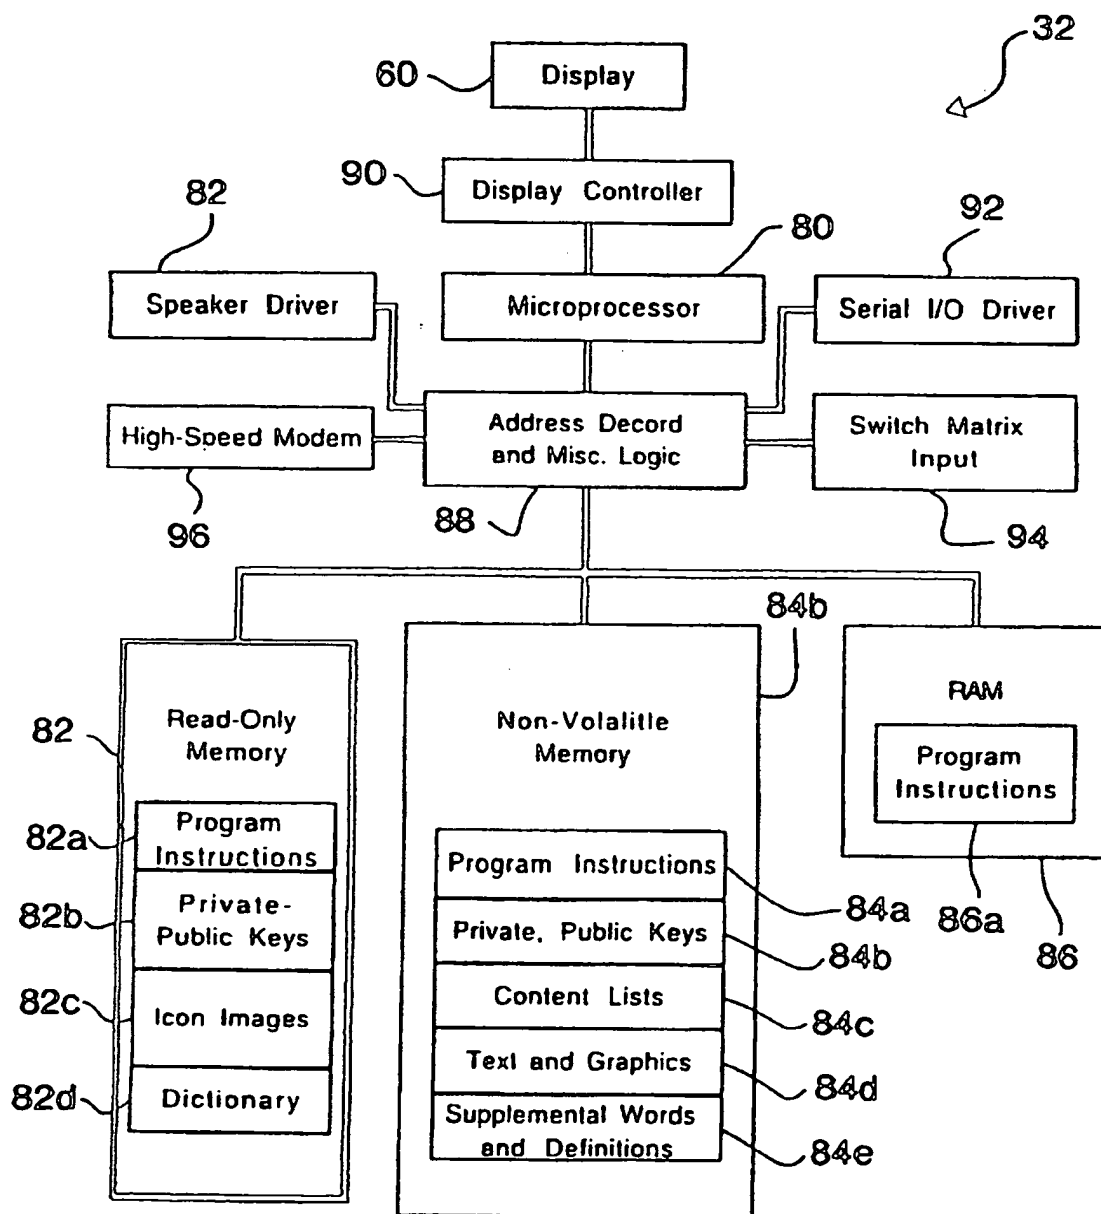 32
60
Display
90
Display Controller
82
80
92
Speaker Driver
Microprocessor
Serial I/O Driver
High-Speed Modem
Address Decord
and Misc. Logic
Switch Matrix
Input
96
88
94
84b
82
Read-Only
Memory
Non-Volalitle
Memory
RAM
Program
Instructions
82a
Program
Instructions
Program Instructions
84a
86a
86
82b
Private-
Public Keys
Private, Public Keys
84b
82c
Icon Images
Content Lists
84c
Text and Graphics
84d
82d
Dictionary
Supplemental Words
and Definitions
84e